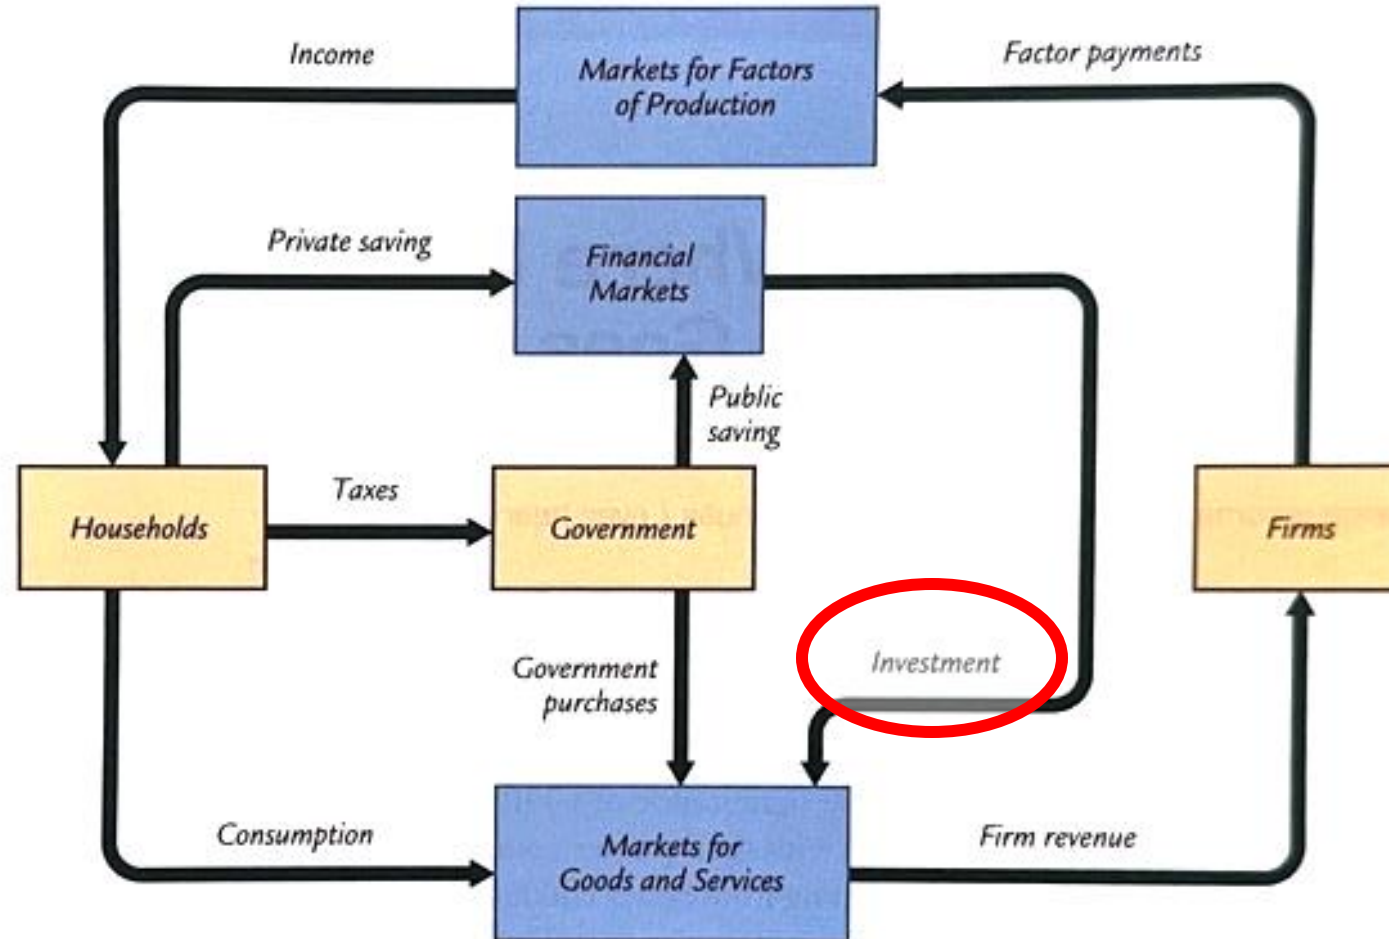 Income
Markets for Factors
of Production
Factor payments
Private saving
Financial
Markets
Public
saving
Households
Taxes
Government
Firms
Government
purchases
Investment
Consumption
Markets for
Goods and Services
Firm revenue